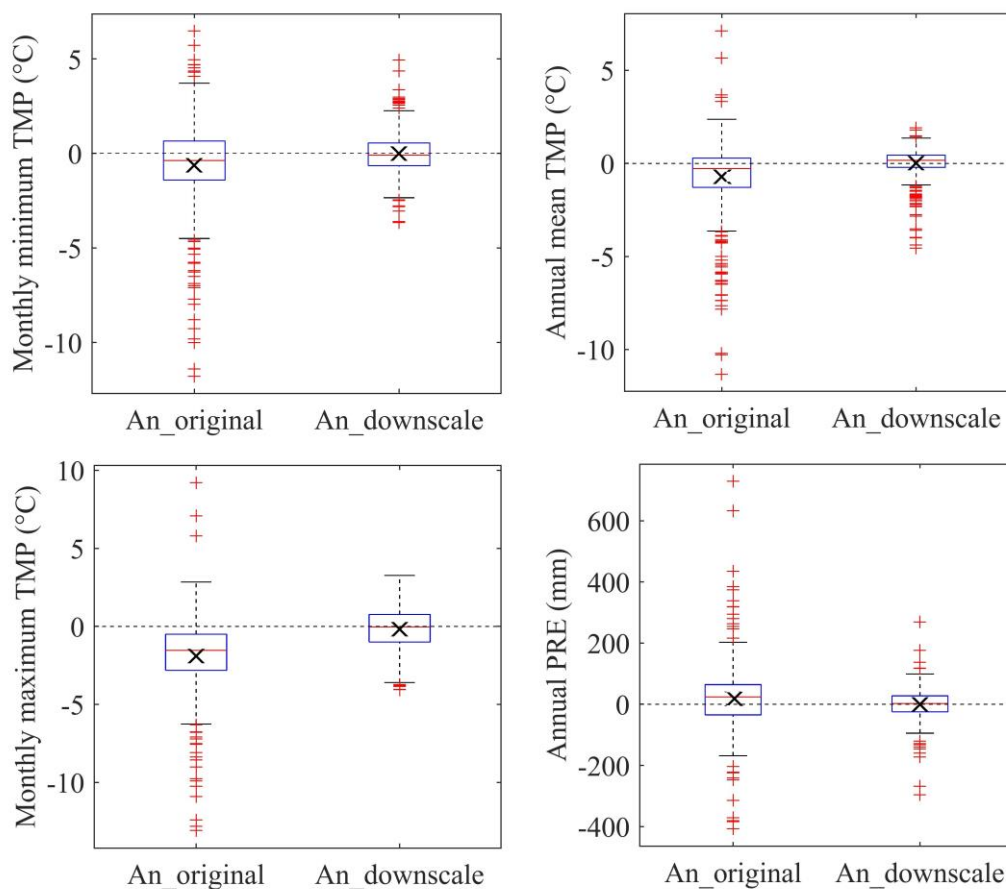 Monthly minimum TMP (°C)
5
0
-5
-10
An_original An_downscale
Annual mean TMP (°C)
5
0
-5
-10
An_original An_downscale
Monthly maximum TMP (°C)
10
5
0
-5
-10
An_original An_downscale
Annual PRE (mm)
600
400
200
0
-200
-400
An_original An_downscale